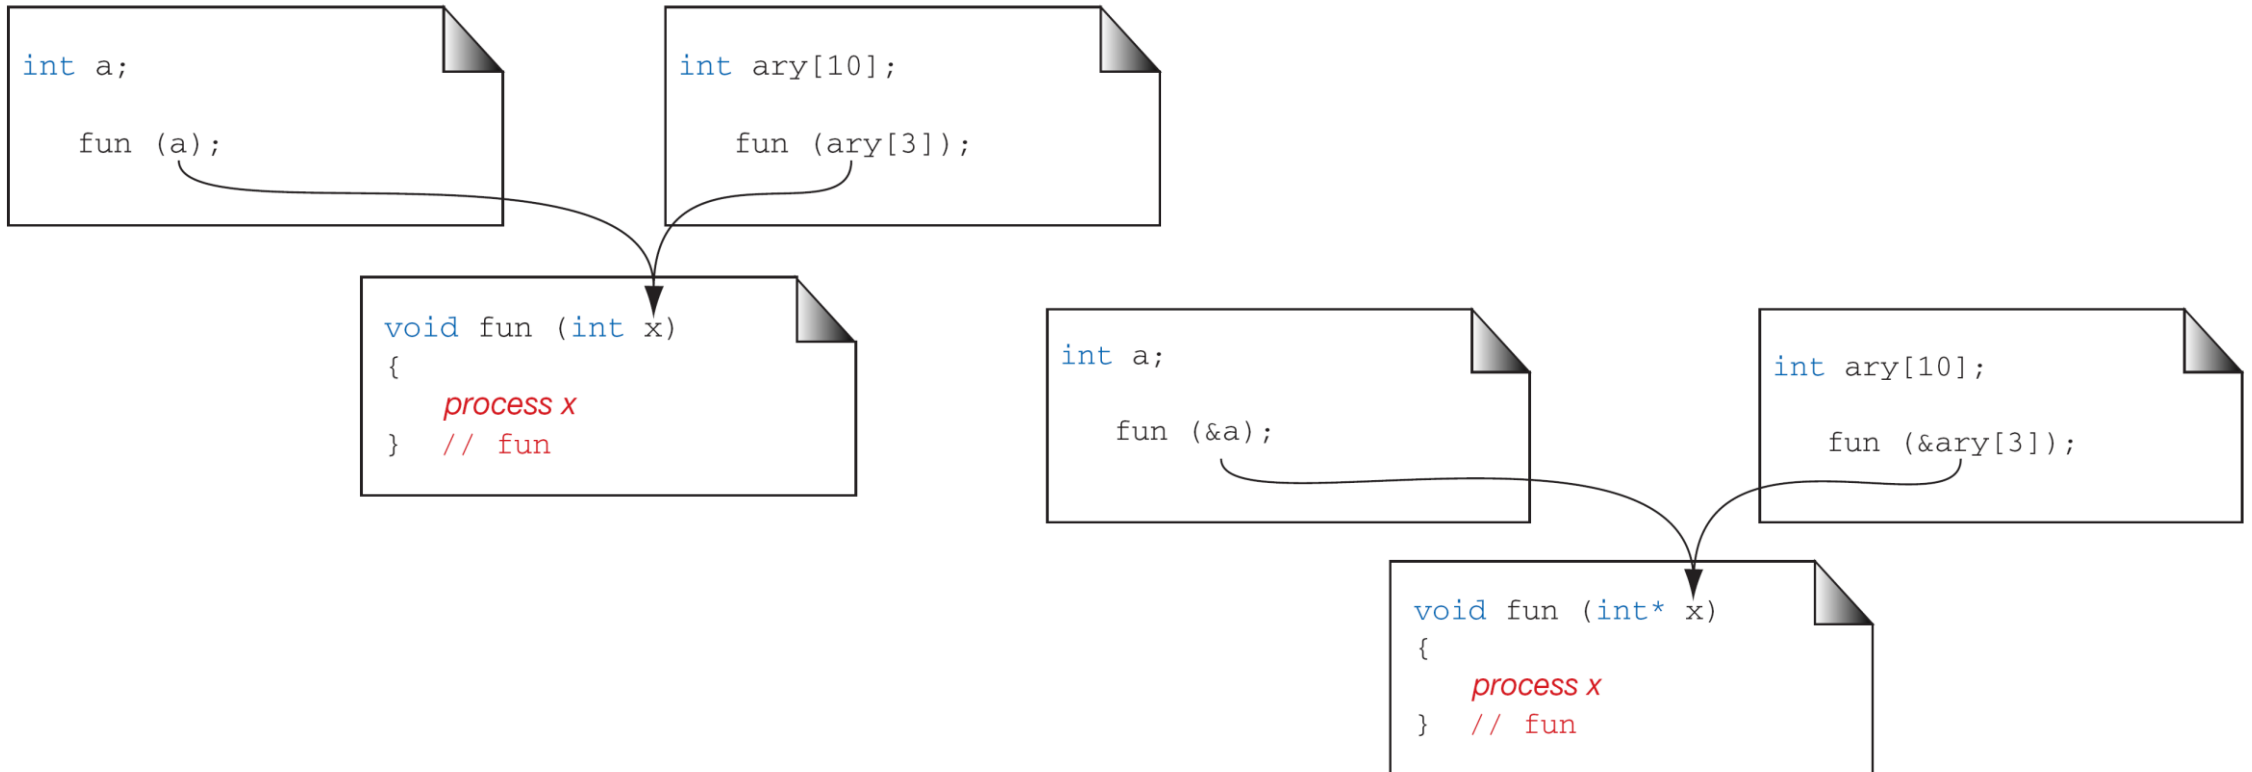 int a;
fun (a);
int ary[10];
fun (ary[3]);
void fun (int x)
{
process x
} // fun
int a;
fun (&a);
int ary[10];
fun (&ary[3]);
void fun (int* x)
{
process x
} // fun